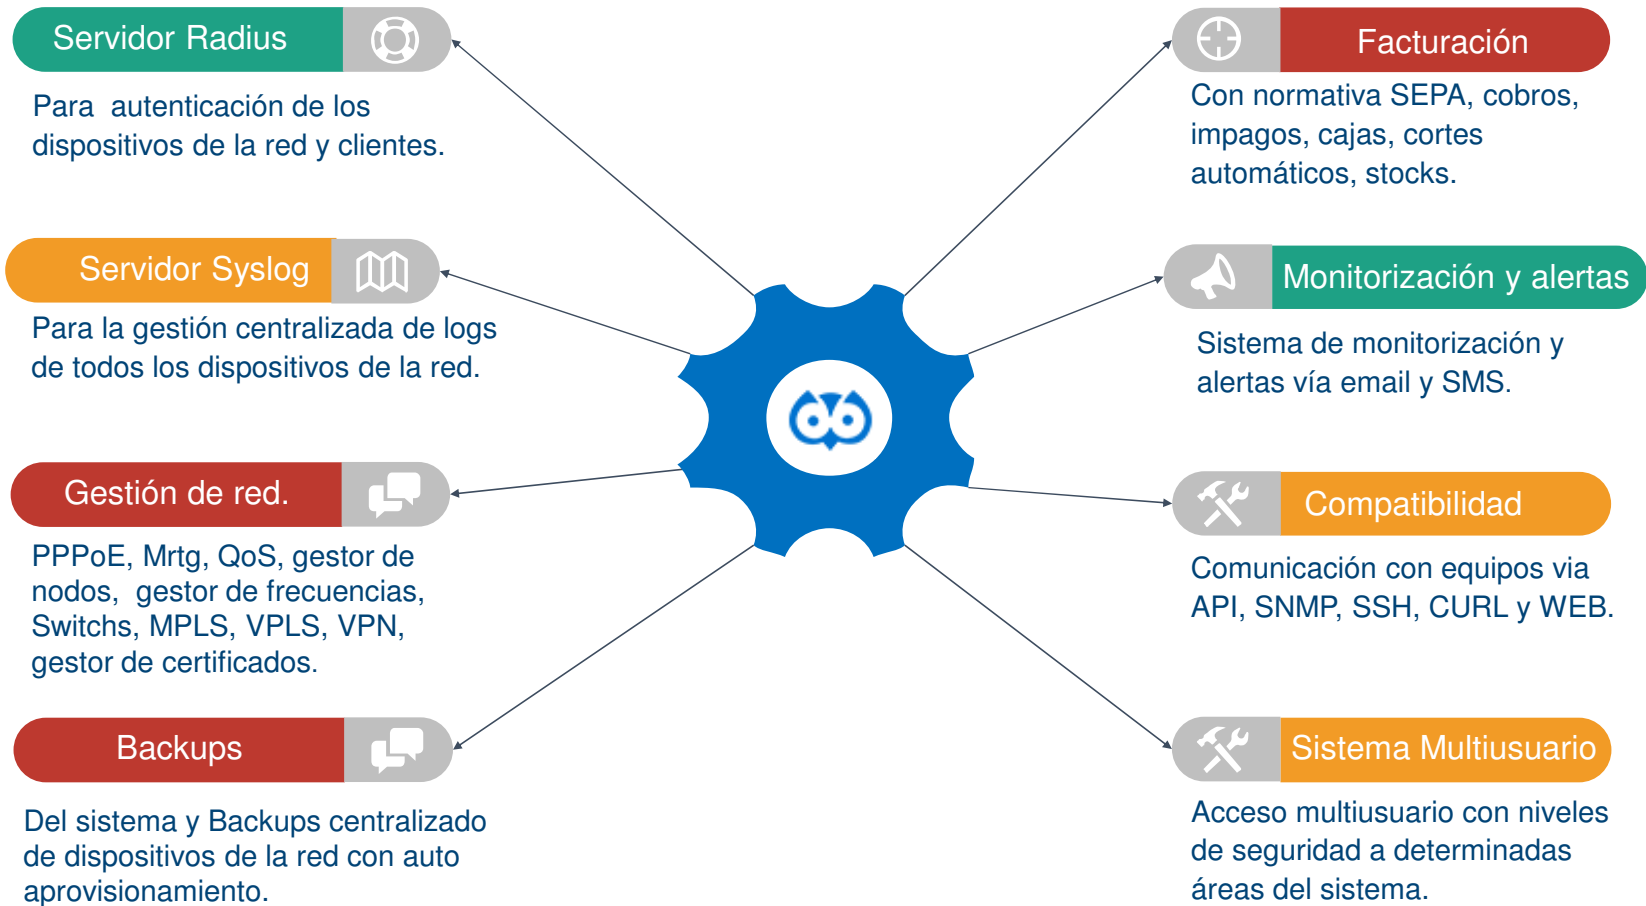 Servidor Radius
Para autenticación de los
dispositivos de la red y clientes.
Servidor Syslog
Para la gestión centralizada de logs
de todos los dispositivos de la red.
Gestión de red.
PPPoE, Mrtg, QoS, gestor de
nodos, gestor de frecuencias,
Switchs, MPLS, VPLS, VPN,
gestor de certificados.
Backups
Del sistema y Backups centralizado
de dispositivos de la red con auto
aprovisionamiento.
Facturación
Con normativa SEPA, cobros,
impagos, cajas, cortes
automáticos, stocks.
Monitorización y alertas
Sistema de monitorización y
alertas vía email y SMS.
Compatibilidad
Comunicación con equipos via
API, SNMP, SSH, CURL y WEB.
Sistema Multiusuario
Acceso multiusuario con niveles
de seguridad a determinadas
áreas del sistema.